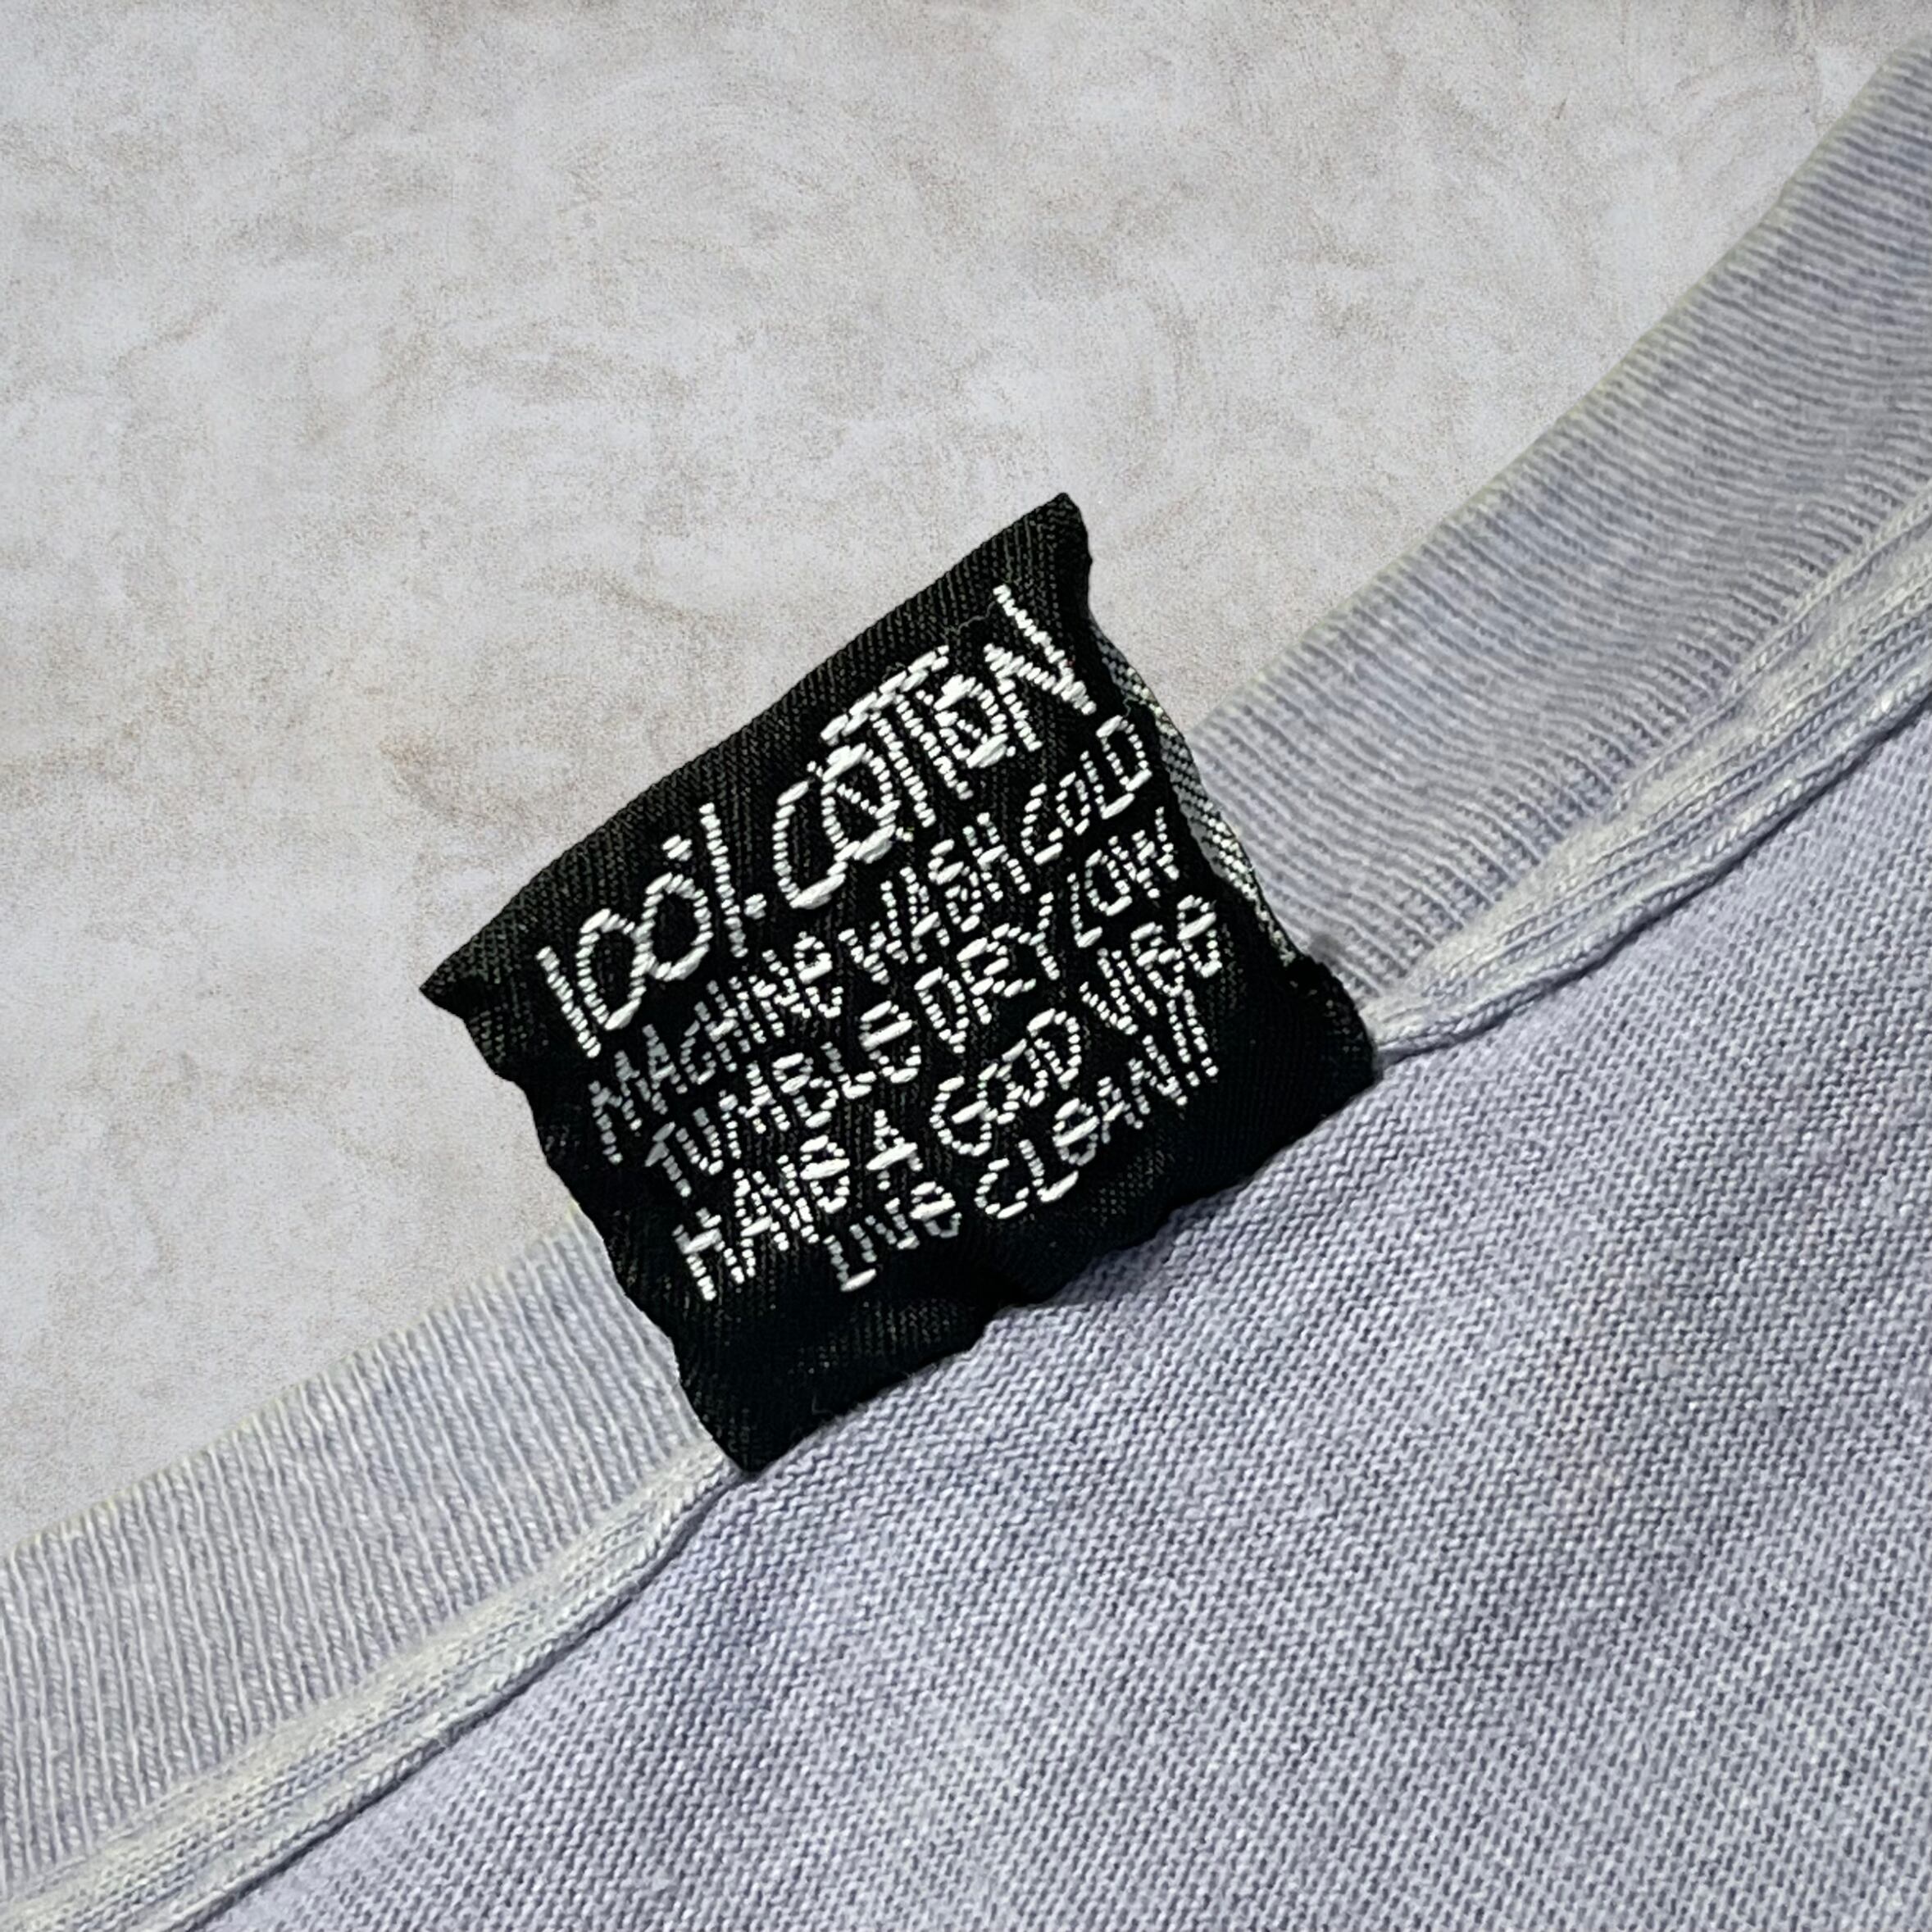 100% COTTON
MACHINE WASH COLD
TUMBLE DRY LOW
HAVE A GOOD VIBE
LIVE CLEAN!!